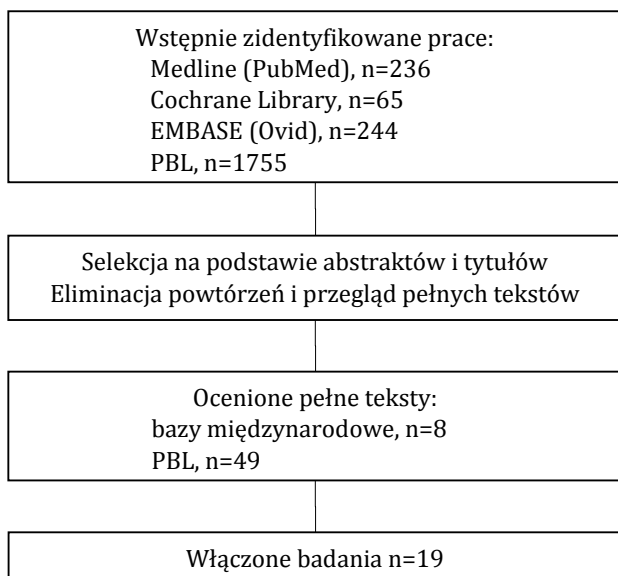 Wstępnie zidentyfikowane prace:
Medline (PubMed), n=236
Cochrane Library, n=65
EMBASE (Ovid), n=244
PBL, n=1755
Selekcja na podstawie abstraktów i tytułów
Eliminacja powtórzeń i przegląd pełnych tekstów
Ocenione pełne teksty:
bazy międzynarodowe, n=8
PBL, n=49
Włączone badania n=19